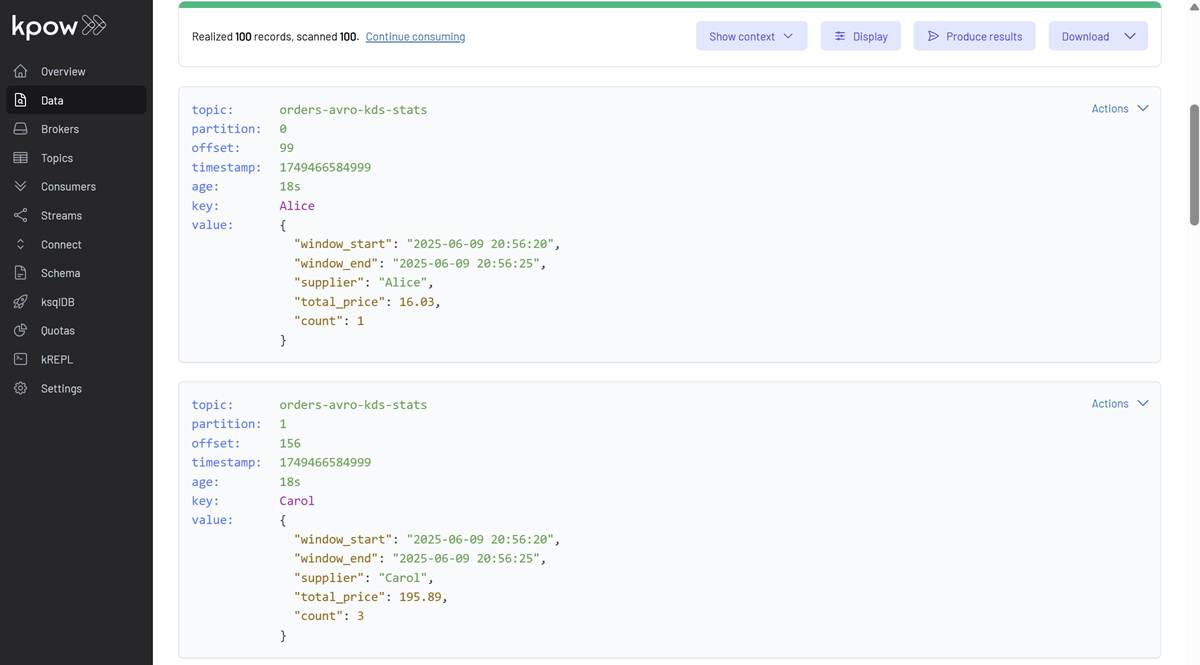 kpow
Overview
Data
Brokers
Topics
Consumers
Streams
Connect
Schema
ksqlDB
Quotas
kREPL
Settings
Realized 100 records, scanned 100. Continue consuming
Show context
Display
Produce results
Download
topic: orders-avro-kds-stats
Actions
partition: 0
offset: 99
timestamp: 1749466584999
age: 18s
key: Alice
value: {
"window_start": "2025-06-09 20:56:20",
"window_end": "2025-06-09 20:56:25",
"supplier": "Alice",
"total_price": 16.03,
"count": 1
}
topic: orders-avro-kds-stats
Actions
partition: 1
offset: 156
timestamp: 1749466584999
age: 18s
key: Carol
value: {
"window_start": "2025-06-09 20:56:20",
"window_end": "2025-06-09 20:56:25",
"supplier": "Carol",
"total_price": 195.89,
"count": 3
}